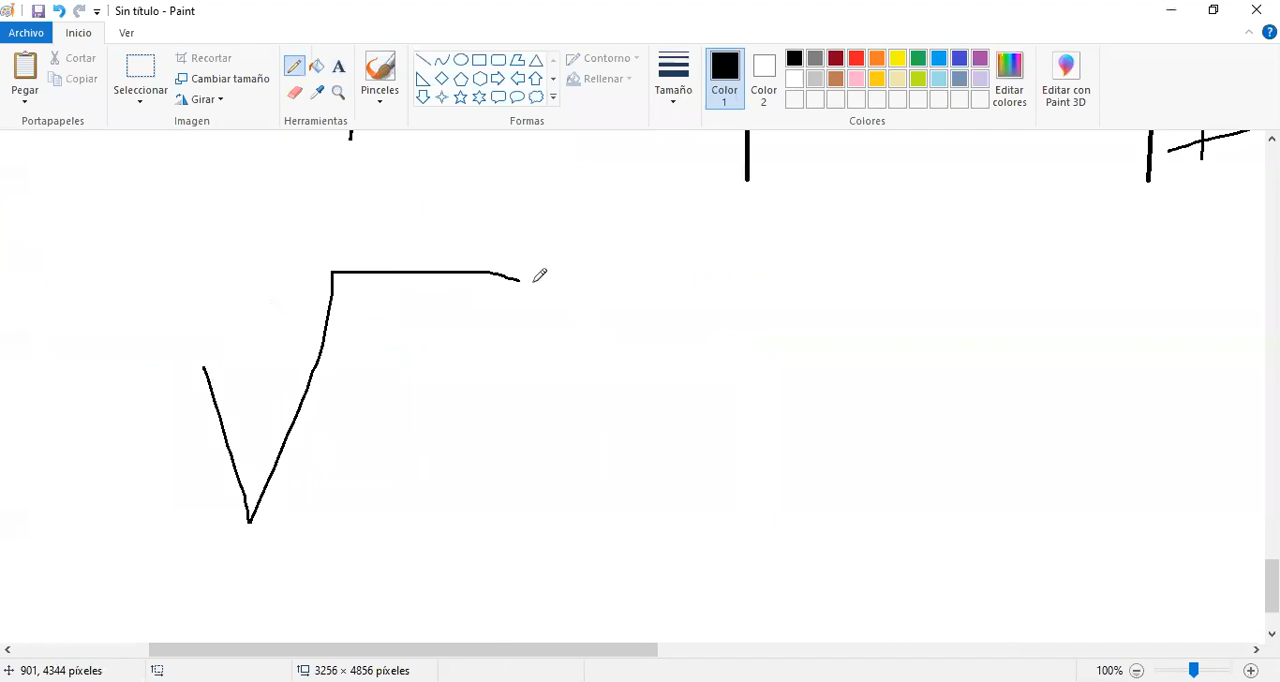 Sin título - Paint
Archivo Inicio Ver
Pegar
Cortar
Copiar
Portapapeles
Seleccionar
Recortar
Cambiar tamaño
Girar
Imagen
A
Herramientas
Pinceles
Contorno
Rellenar
Formas
Tamaño
Color 1
Color 2
Editar colores
Colores
Editar con Paint 3D
901, 4344 píxeles
3256 × 4856 píxeles
100%